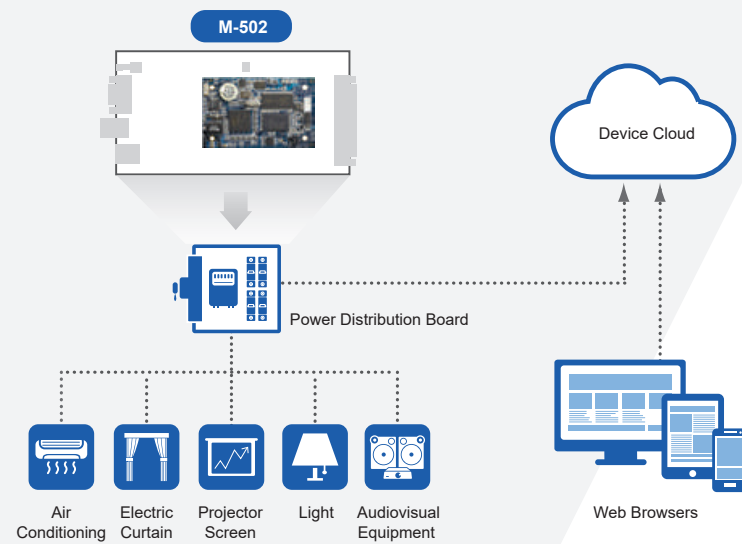 M-502
Device Cloud
Power Distribution Board
Air
Conditioning
Electric
Curtain
Projector
Screen
Light
Audiovisual
Equipment
Web Browsers